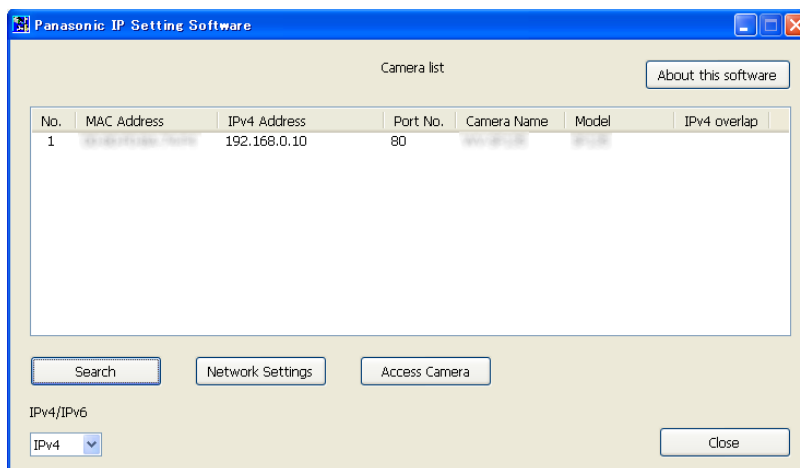 Panasonic IP Setting Software
Camera list
About this software
No. MAC Address IPv4 Address Port No. Camera Name Model IPv4 overlap
1 192.168.0.10 80
Search Network Settings Access Camera
IPv4/IPv6
IPv4
Close